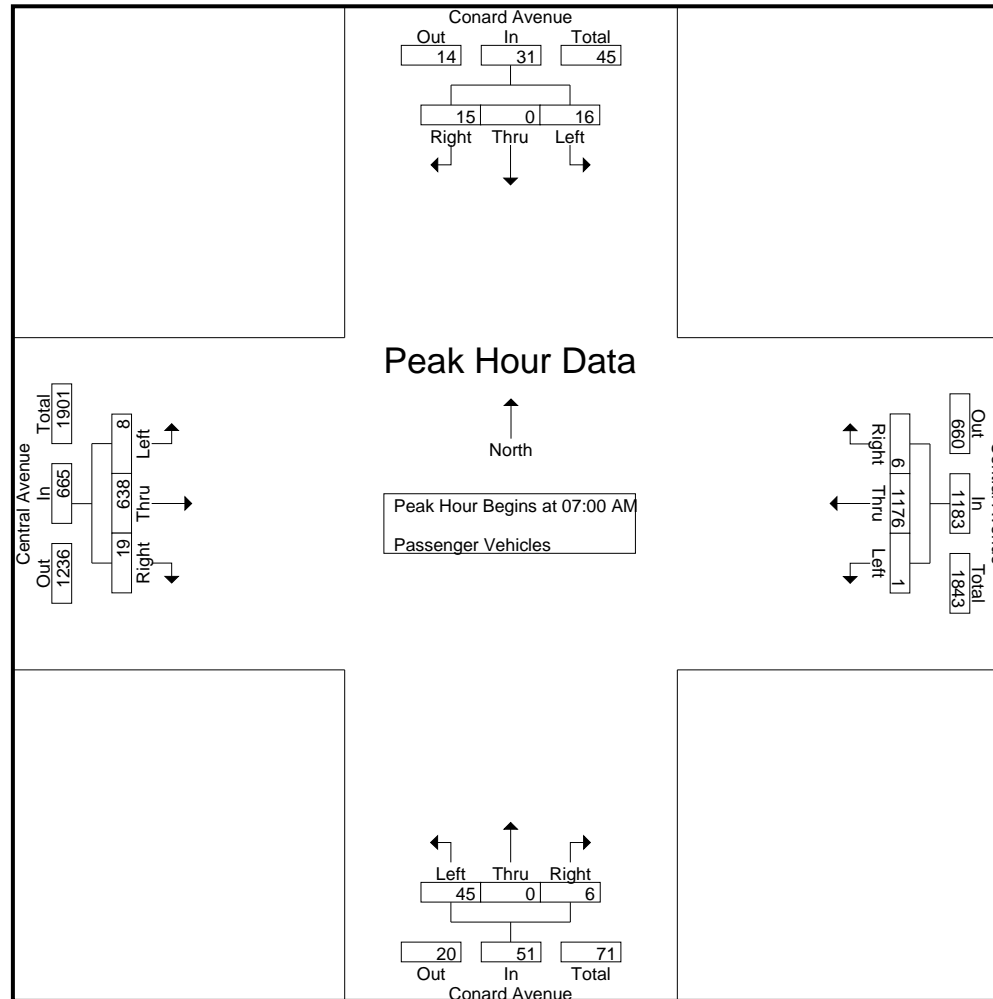 Conard Avenue
Out In Total
14 31 45
15 0 16
Right Thru Left
Peak Hour Data
North
Peak Hour Begins at 07:00 AM
Passenger Vehicles
Central Avenue
Total In Out
1901 665 1236
8 638 19
Left Thru Right
Out In Total
660 1183 1843
6 1176 1
Right Thru Left
Left Thru Right
45 0 6
20 51 71
Out In Total
Conard Avenue